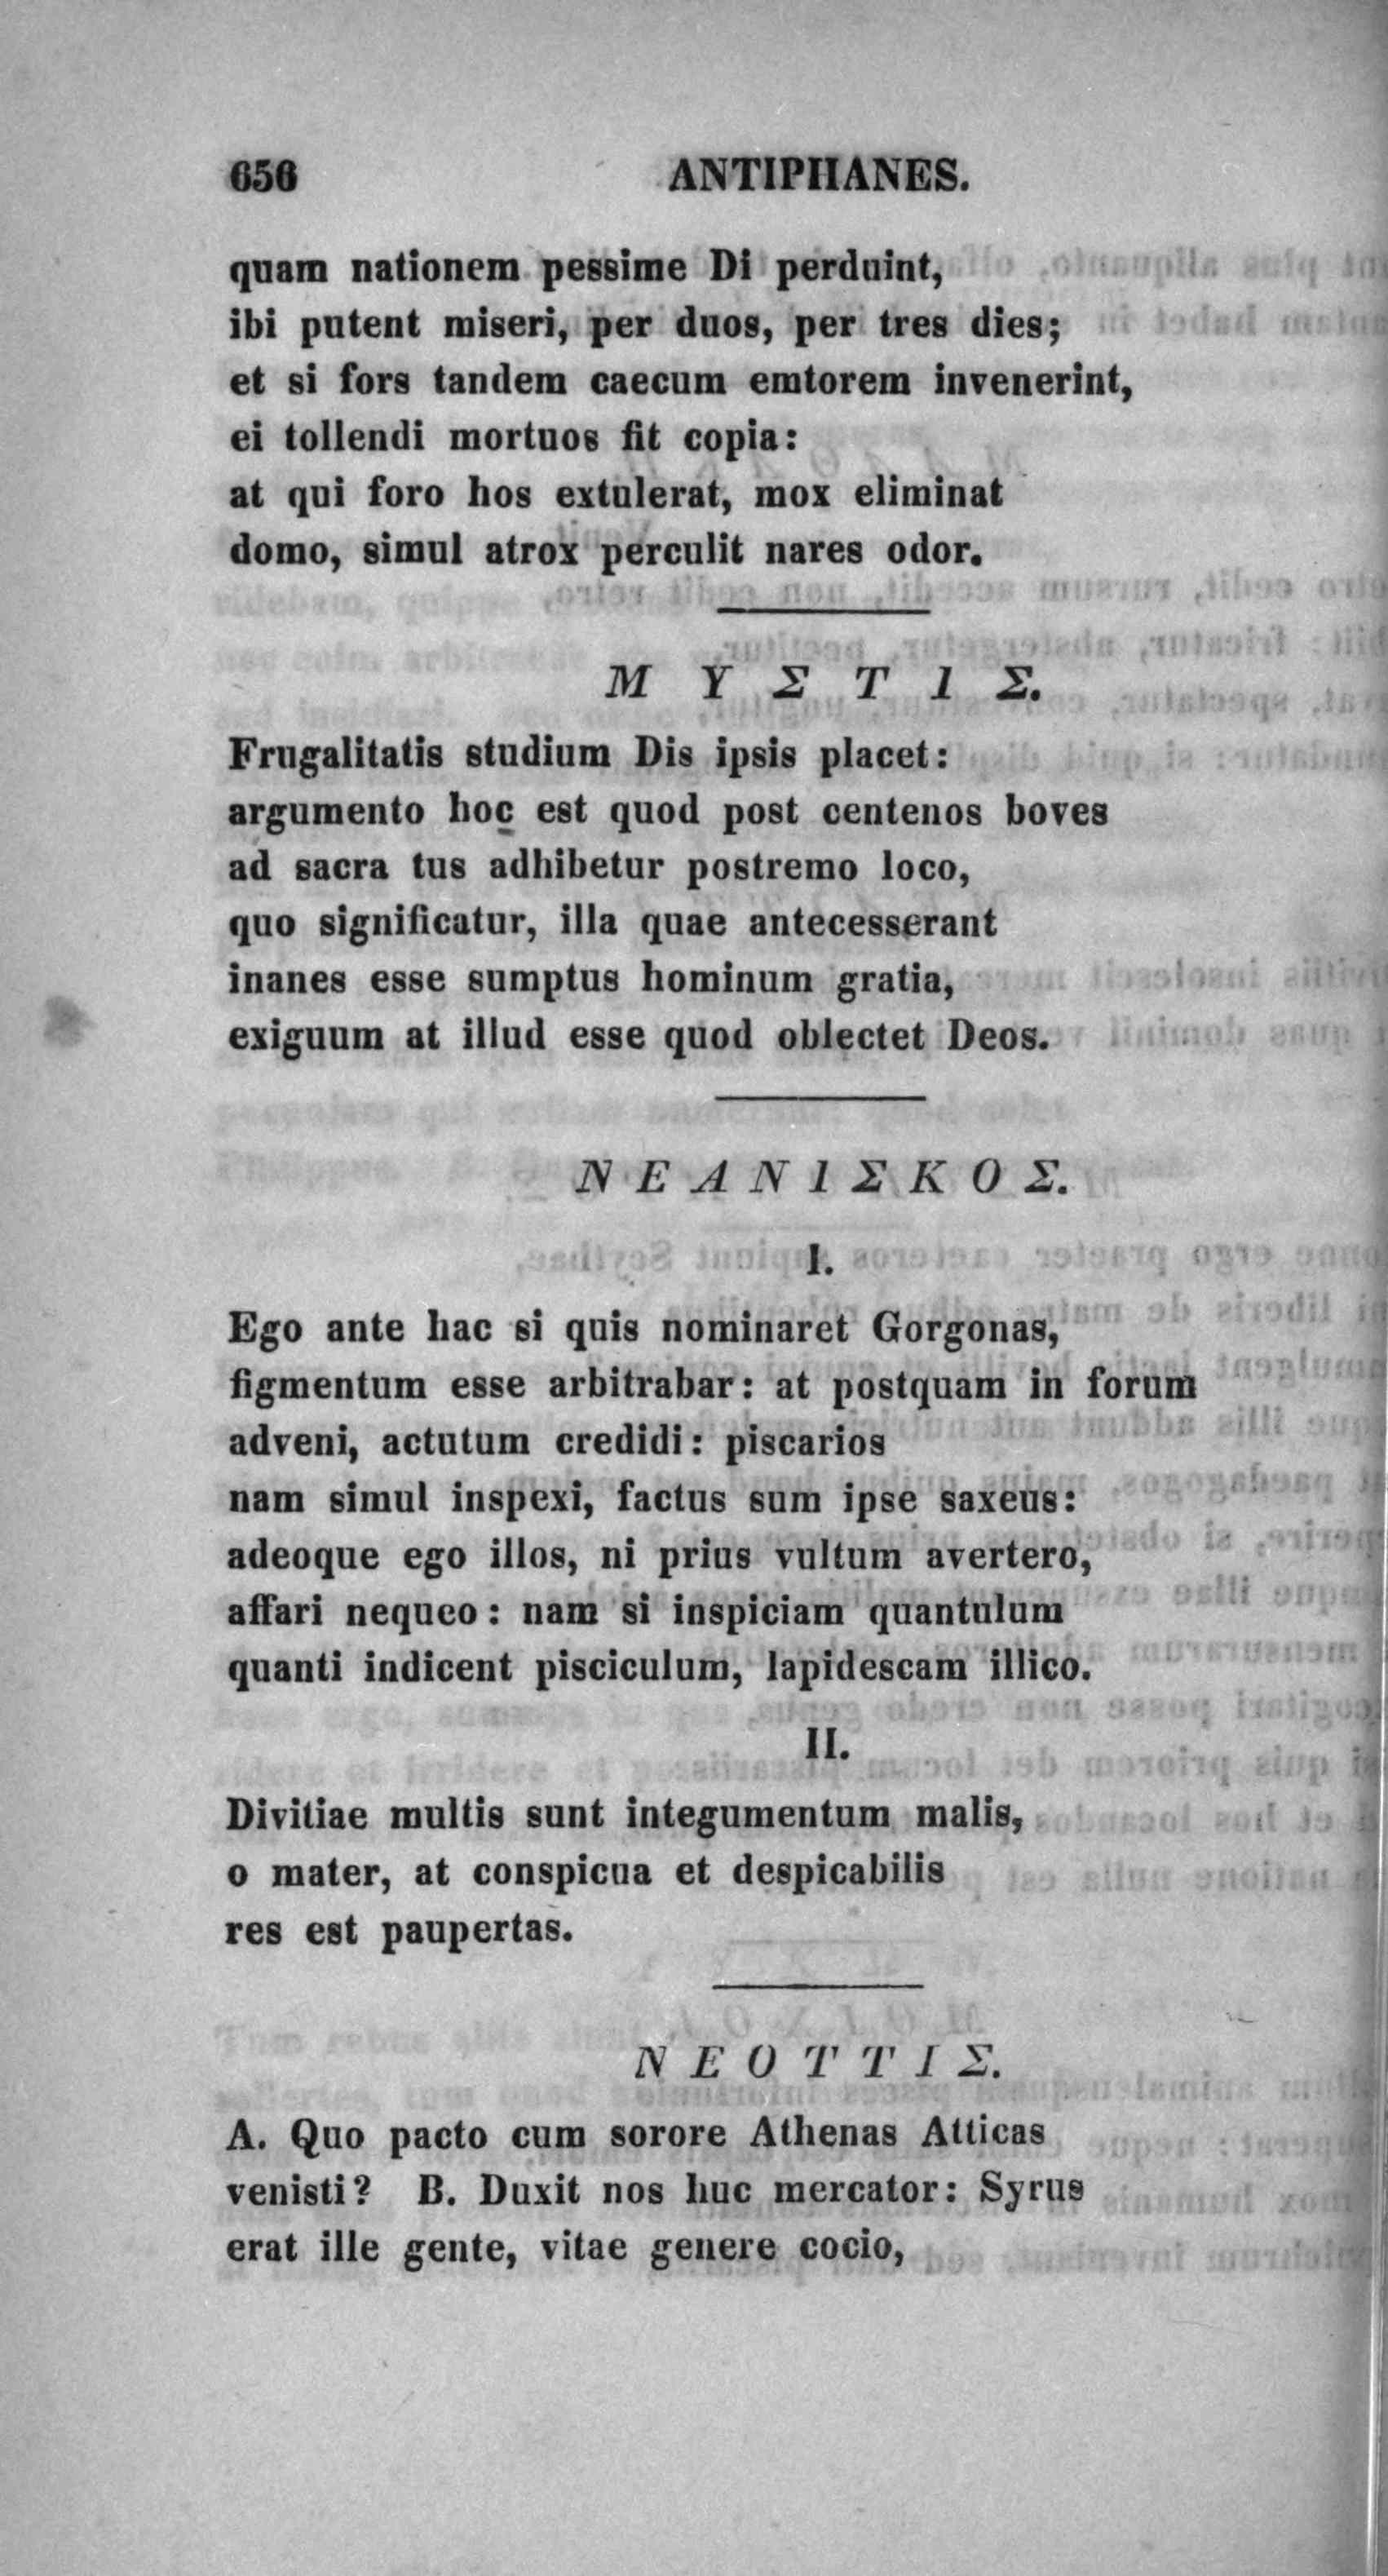 656 ANTIPHANES.
quam nationem pessime Di perduint,
ibi putent miseri, per duos, per tres dies;
et si fors tandem caecum emtorem invenerint,
ei tollendi mortuos fit copia:
at qui foro hos extulerat, mox eliminat
domo, simul atrox perculit nares odor.
ΜΥΣΤΙΣ.
Frugalitatis studium Dis ipsis placet:
argumento hoc est quod post centenos boves
ad sacra tus adhibetur postremo loco,
quo significatur, illa quae antecesserant
inanes esse sumptus hominum gratia,
exiguum at illud esse quod oblectet Deos.
ΝΕΑΝΙΣΚΟΣ.
I.
Ego ante hac si quis nominaret Gorgonas,
figmentum esse arbitrabar: at postquam in forum
adveni, actutum credidi: piscarios
nam simul inspexi, factus sum ipse saxeus:
adeoque ego illos, ni prius vultum avertero,
affari nequeo: nam si inspiciam quantulum
quanti indicent pisciculum, lapidescam illico.
II.
Divitiae multis sunt integumentum malis,
o mater, at conspicua et despicabilis
res est paupertas.
ΝΕΟΤΤΙΣ.
A. Quo pacto cum sorore Athenas Atticas
venisti? B. Duxit nos huc mercator: Syrus
erat ille gente, vitae genere cocio,